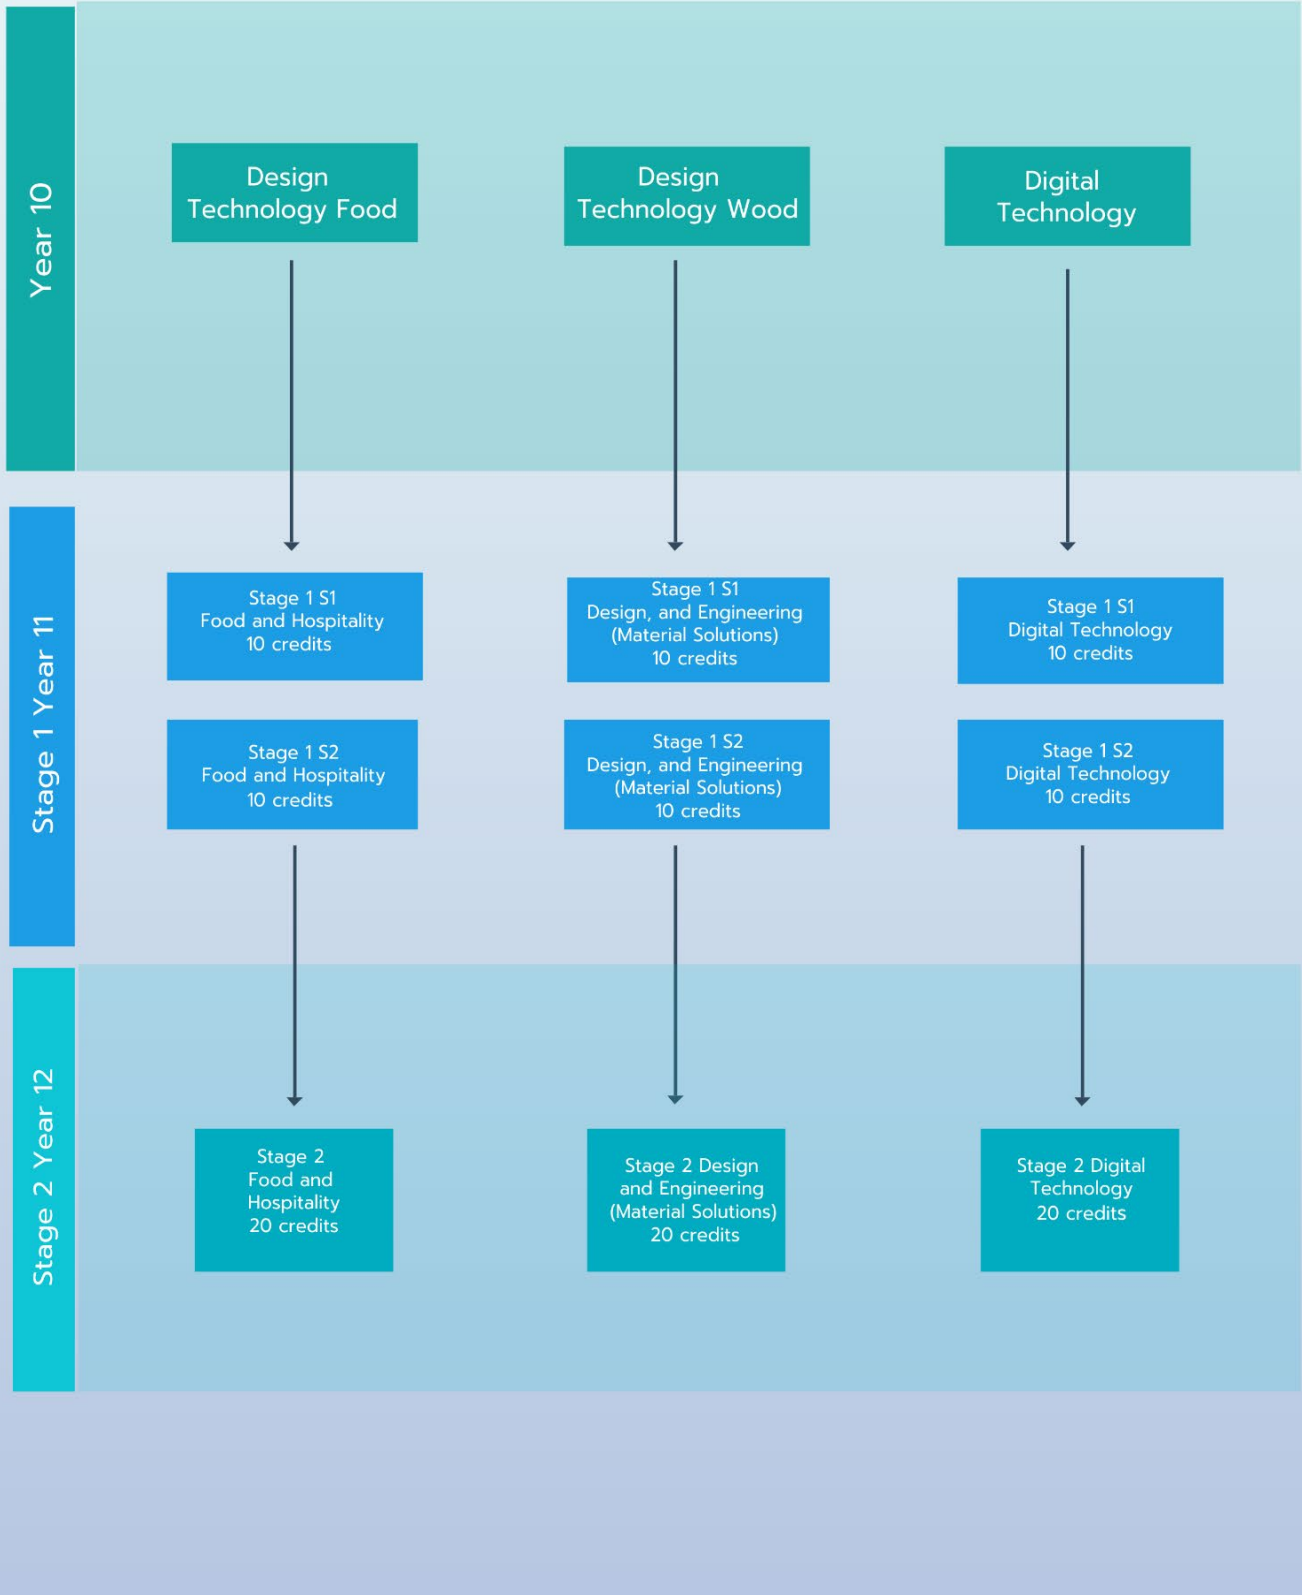 Year 10
Design
Technology Food
Design
Technology Wood
Digital
Technology
Stage 1 Year 11
Stage 1 S1
Food and Hospitality
10 credits
Stage 1 S1
Design, and Engineering
(Material Solutions)
10 credits
Stage 1 S1
Digital Technology
10 credits
Stage 1 S2
Food and Hospitality
10 credits
Stage 1 S2
Design, and Engineering
(Material Solutions)
10 credits
Stage 1 S2
Digital Technology
10 credits
Stage 2 Year 12
Stage 2
Food and
Hospitality
20 credits
Stage 2 Design
and Engineering
(Material Solutions)
20 credits
Stage 2 Digital
Technology
20 credits